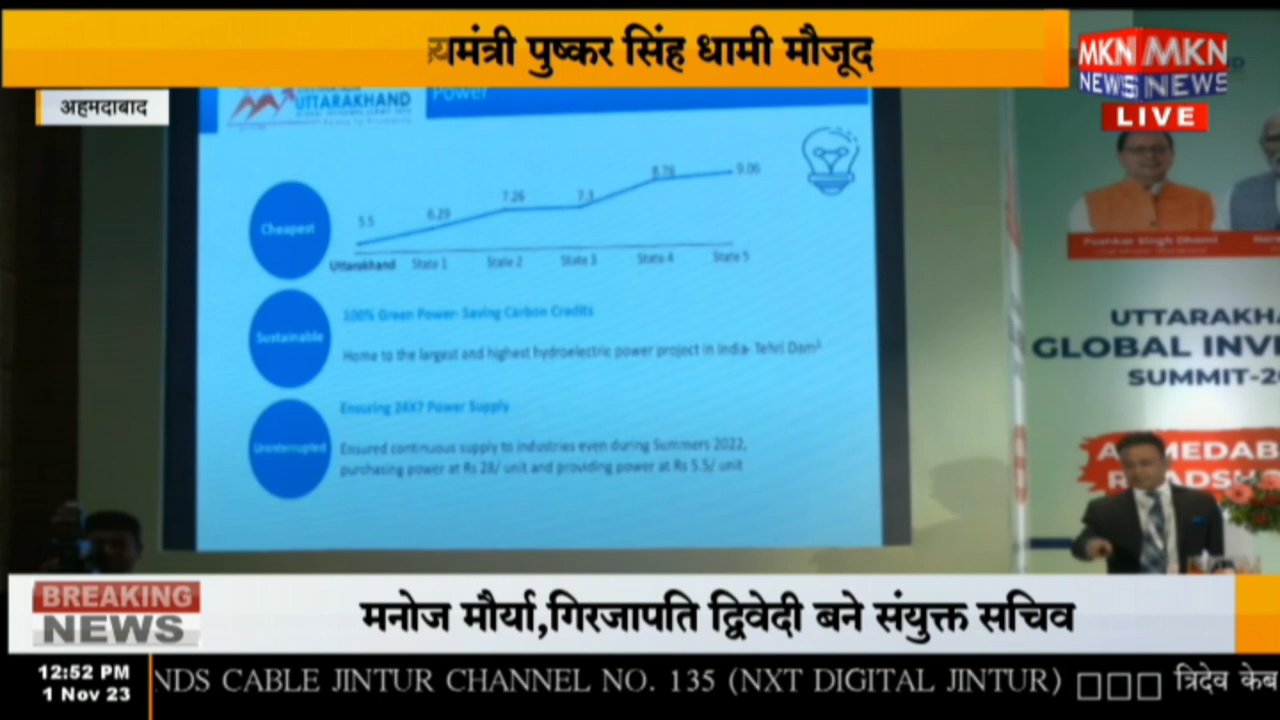 यमंत्री पुष्कर सिंह धामी मौजूद
MKN MKN
NEWS NEWS
LIVE
अहमदाबाद
UTTARAKHAND
Power
5.5 6.29 7.26 7.3 8.76 9.06
Cheapest
Uttarakhand State 1 State 2 State 3 State 4 State 5
Sustainable
100% Green Power- Saving Carbon Credits
Home to the largest and highest hydroelectric power project in India- Tehri Dam
Uninterrupted
Ensuring 24X7 Power Supply
Ensured continuous supply to industries even during Summers 2022,
purchasing power at Rs 28/ unit and providing power at Rs 5.5/ unit
Pushkar Singh Dhami
UTTARAKHA
GLOBAL INVE
SUMMIT-20
AHMEDAB
ROADSH
BREAKING
NEWS
मनोज मौर्या,गिरजापति द्विवेदी बने संयुक्त सचिव
12:52 PM
1 Nov 23
NDS CABLE JINTUR CHANNEL NO. 135 (NXT DIGITAL JINTUR) □□□ त्रिदेव केब